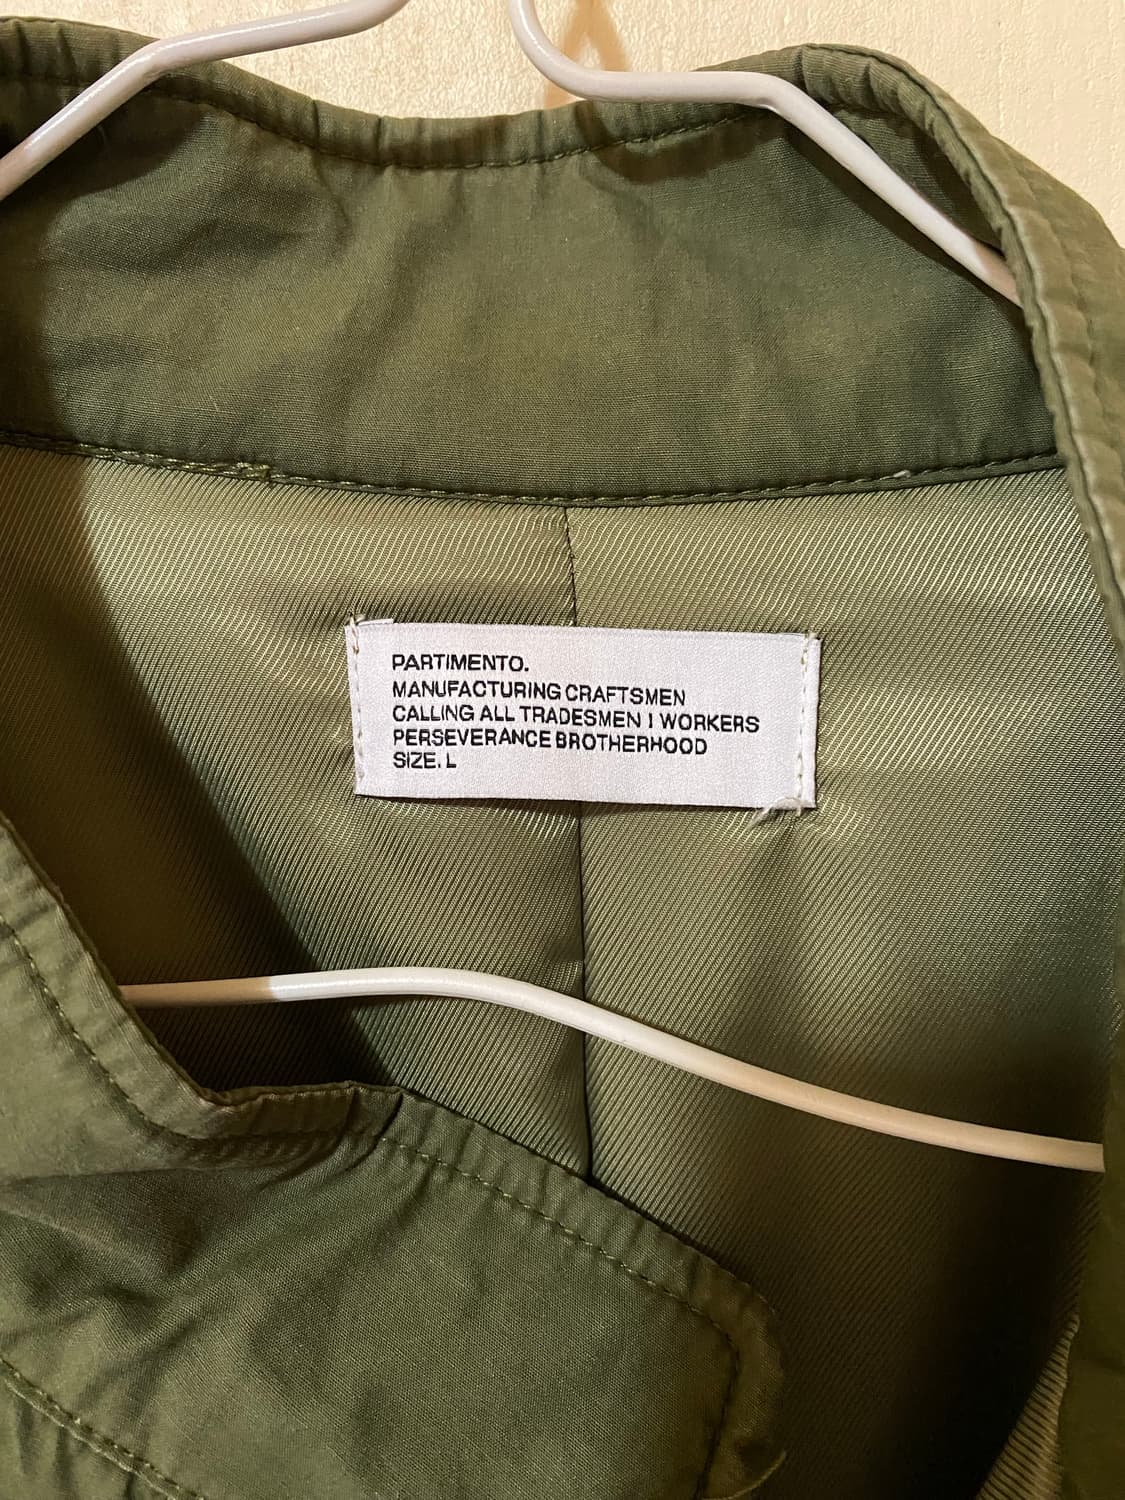 PARTIMENTO.
MANUFACTURING CRAFTSMEN
CALLING ALL TRADESMEN I WORKERS
PERSEVERANCE BROTHERHOOD
SIZE. L